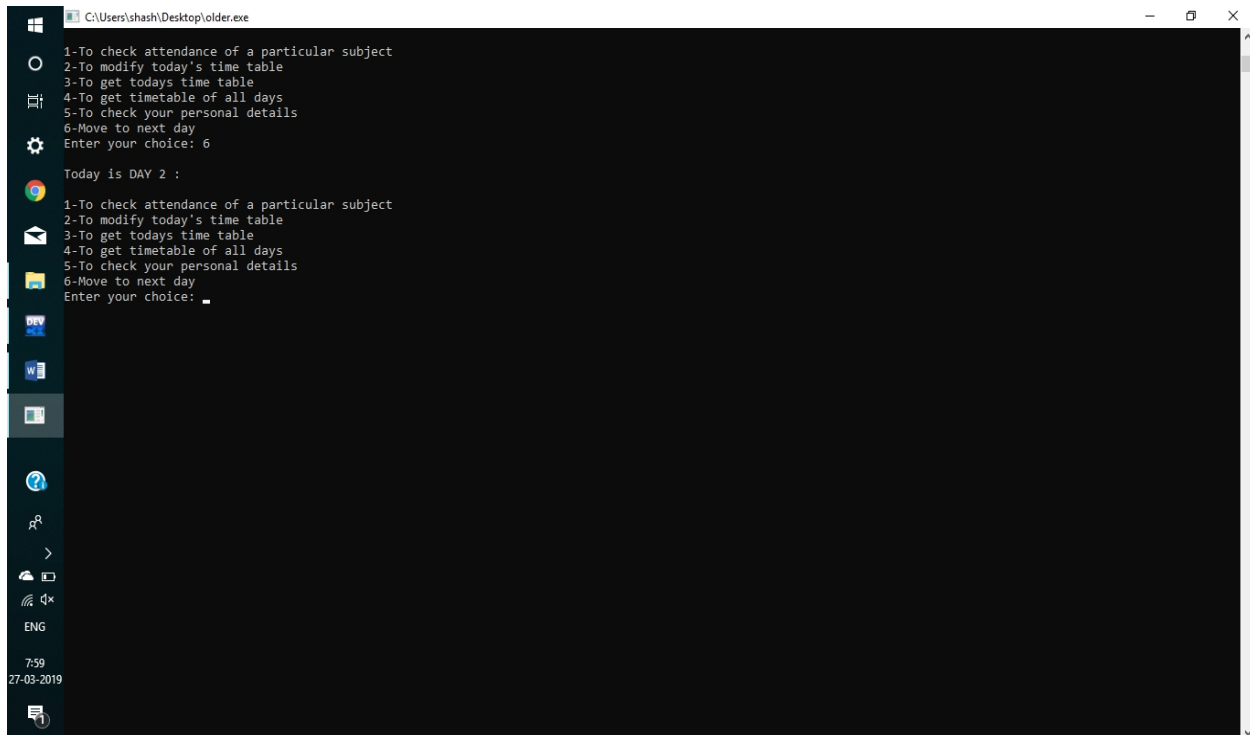 C:\Users\shash\Desktop\older.exe
1-To check attendance of a particular subject
2-To modify today's time table
3-To get todays time table
4-To get timetable of all days
5-To check your personal details
6-Move to next day
Enter your choice: 6
Today is DAY 2 :
1-To check attendance of a particular subject
2-To modify today's time table
3-To get todays time table
4-To get timetable of all days
5-To check your personal details
6-Move to next day
Enter your choice:
DEV
W
ENG
7:59
27-03-2019
1